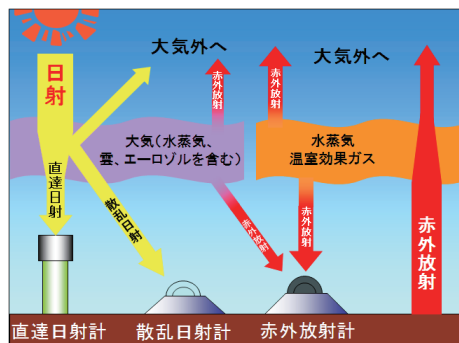 大気外へ
大気外へ
日射
赤外放射
赤外放射
大気(水蒸気、
雲、エーロゾルを含む)
水蒸気
温室効果ガス
直達日射
散乱日射
赤外放射
赤外放射
赤外放射
直達日射計
散乱日射計
赤外放射計